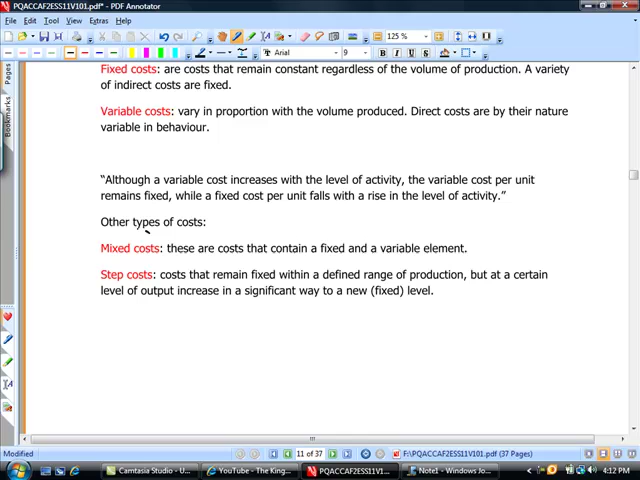 PQACCAF2ESS11V101.pdf* - PDF Annotator
File Edit Tool View Extras Help
125 %
Arial 9 B I U S
Pages
Bookmarks
Fixed costs: are costs that remain constant regardless of the volume of production. A variety
of indirect costs are fixed.
Variable costs: vary in proportion with the volume produced. Direct costs are by their nature
variable in behaviour.
“Although a variable cost increases with the level of activity, the variable cost per unit
remains fixed, while a fixed cost per unit falls with a rise in the level of activity.”
Other types of costs:
Mixed costs: these are costs that contain a fixed and a variable element.
Step costs: costs that remain fixed within a defined range of production, but at a certain
level of output increase in a significant way to a new (fixed) level.
Modified 11 of 37 F:\PQACCAF2ESS11V101.pdf (37 Pages)
Camtasia Studio - U... YouTube - The King... PQACCAF2ESS11V1... Note1 - Windows Jo... 4:12 PM